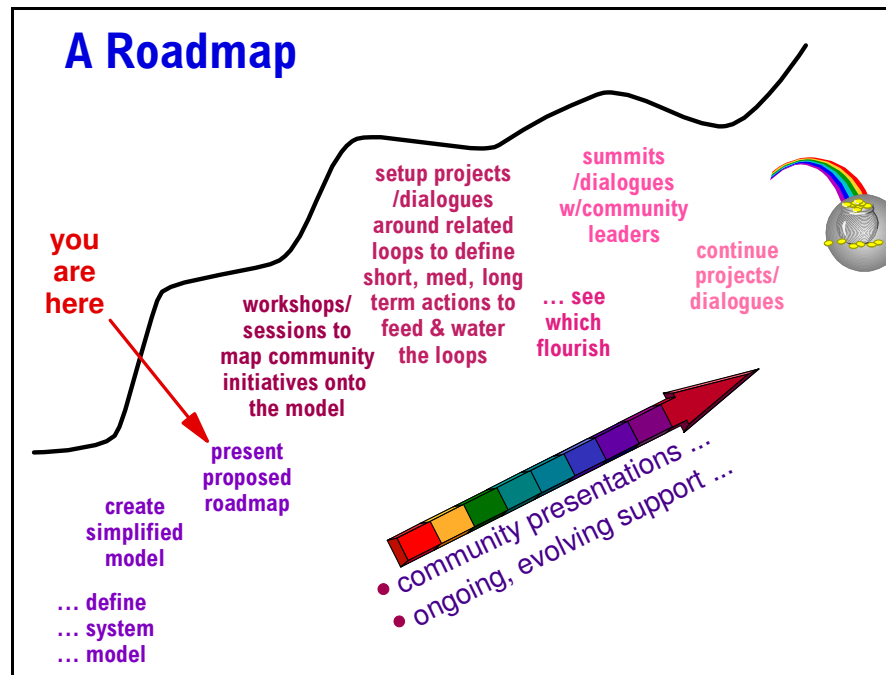 A Roadmap
you
are
here
... define
... system
... model
create
simplified
model
present
proposed
roadmap
workshops/
sessions to
map community
initiatives onto
the model
setup projects
/dialogues
around related
loops to define
short, med, long
term actions to
feed & water
the loops
... see
which
flourish
summits
/dialogues
w/community
leaders
continue
projects/
dialogues
• community presentations ...
• ongoing, evolving support ...